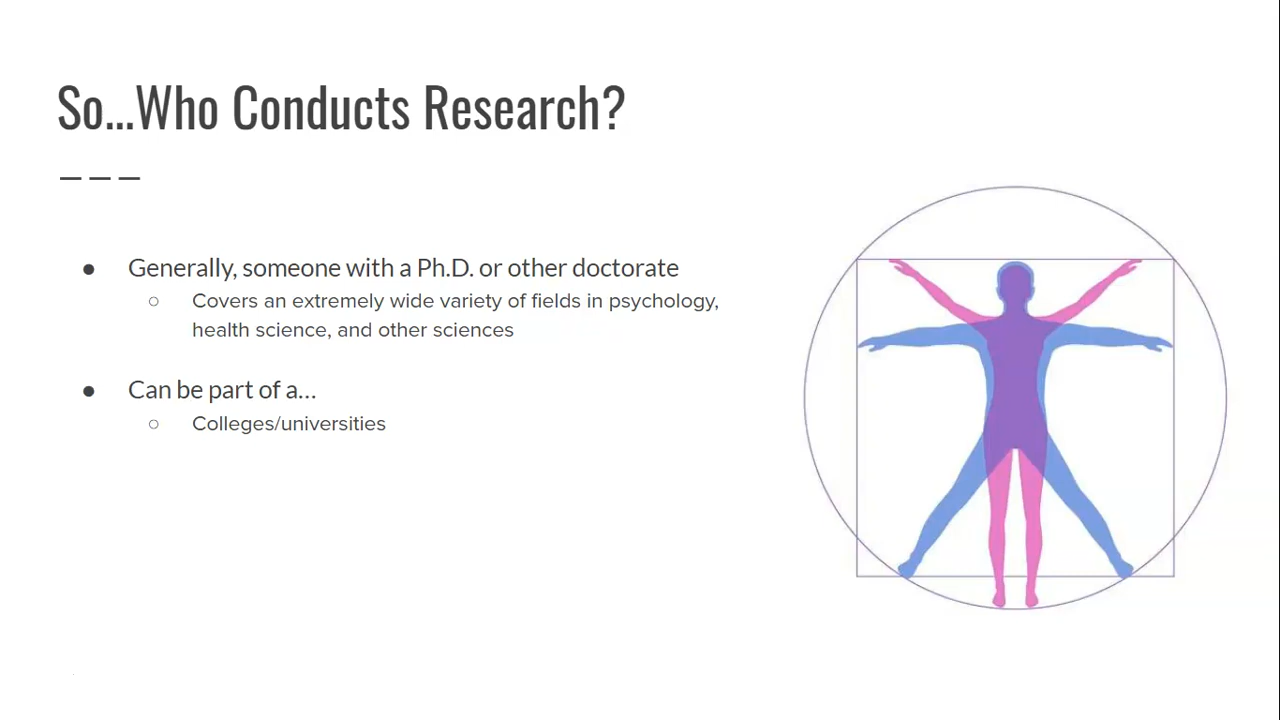 So...Who Conducts Research?
● Generally, someone with a Ph.D. or other doctorate
○ Covers an extremely wide variety of fields in psychology,
health science, and other sciences
● Can be part of a...
○ Colleges/universities